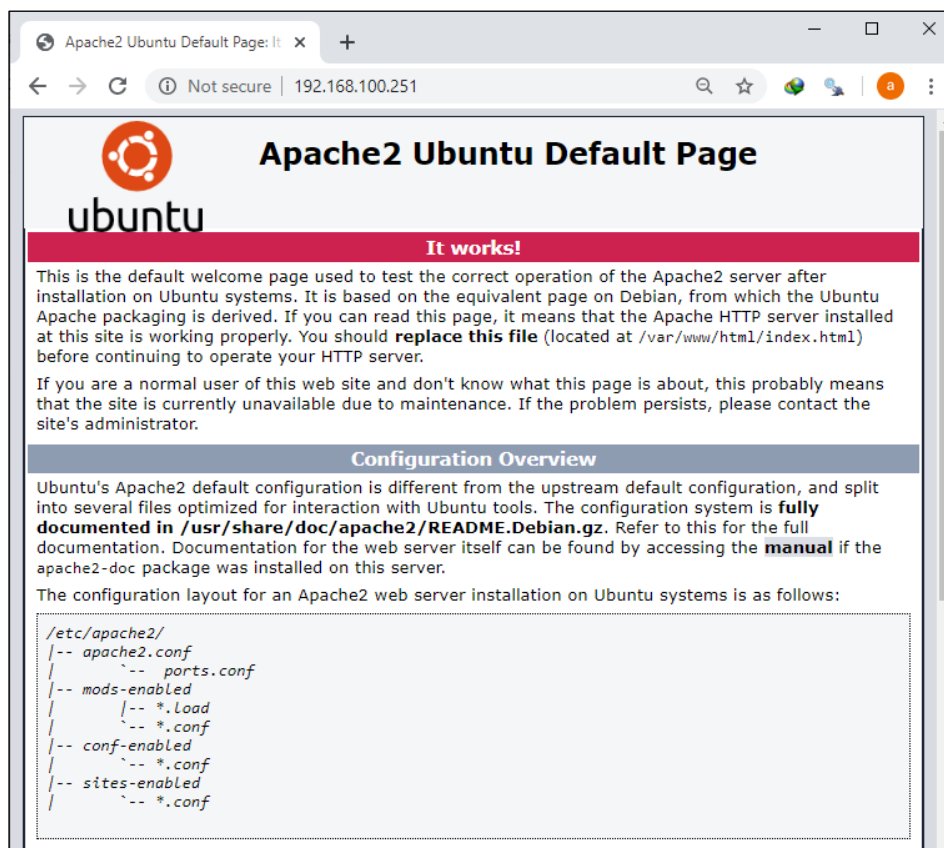 Apache2 Ubuntu Default Page: It
Not secure | 192.168.100.251
a
ubuntu
Apache2 Ubuntu Default Page
It works!
This is the default welcome page used to test the correct operation of the Apache2 server after
installation on Ubuntu systems. It is based on the equivalent page on Debian, from which the Ubuntu
Apache packaging is derived. If you can read this page, it means that the Apache HTTP server installed
at this site is working properly. You should replace this file (located at /var/www/html/index.html)
before continuing to operate your HTTP server.
If you are a normal user of this web site and don't know what this page is about, this probably means
that the site is currently unavailable due to maintenance. If the problem persists, please contact the
site's administrator.
Configuration Overview
Ubuntu's Apache2 default configuration is different from the upstream default configuration, and split
into several files optimized for interaction with Ubuntu tools. The configuration system is fully
documented in /usr/share/doc/apache2/README.Debian.gz. Refer to this for the full
documentation. Documentation for the web server itself can be found by accessing the manual if the
apache2-doc package was installed on this server.
The configuration layout for an Apache2 web server installation on Ubuntu systems is as follows:
/etc/apache2/
|-- apache2.conf
|       `--  ports.conf
|-- mods-enabled
|       |-- *.load
|       `-- *.conf
|-- conf-enabled
|       `-- *.conf
|-- sites-enabled
|       `-- *.conf